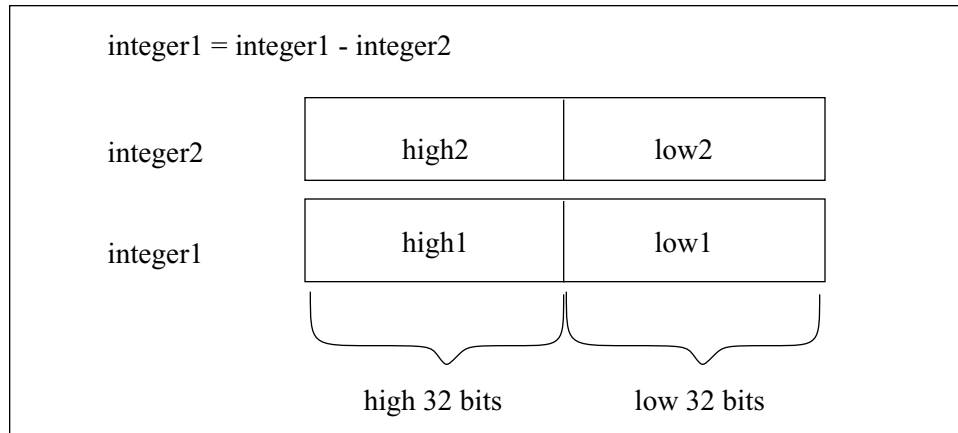 integer1 = integer1 - integer2
integer2 high2 low2
integer1 high1 low1
high 32 bits low 32 bits